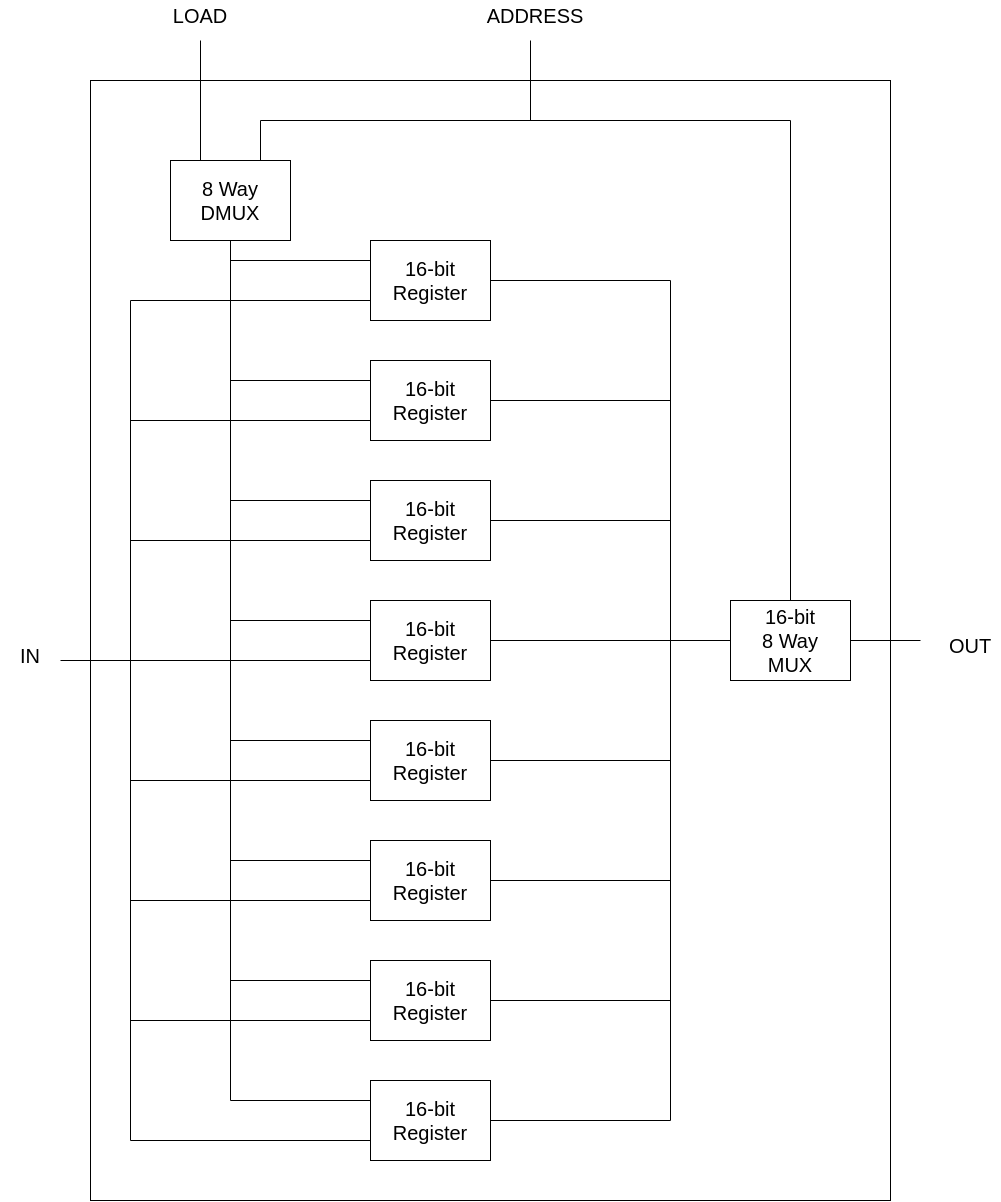 LOAD
ADDRESS
8 Way
DMUX
16-bit
Register
16-bit
Register
16-bit
Register
16-bit
Register
16-bit
8 Way
MUX
IN
OUT
16-bit
Register
16-bit
Register
16-bit
Register
16-bit
Register